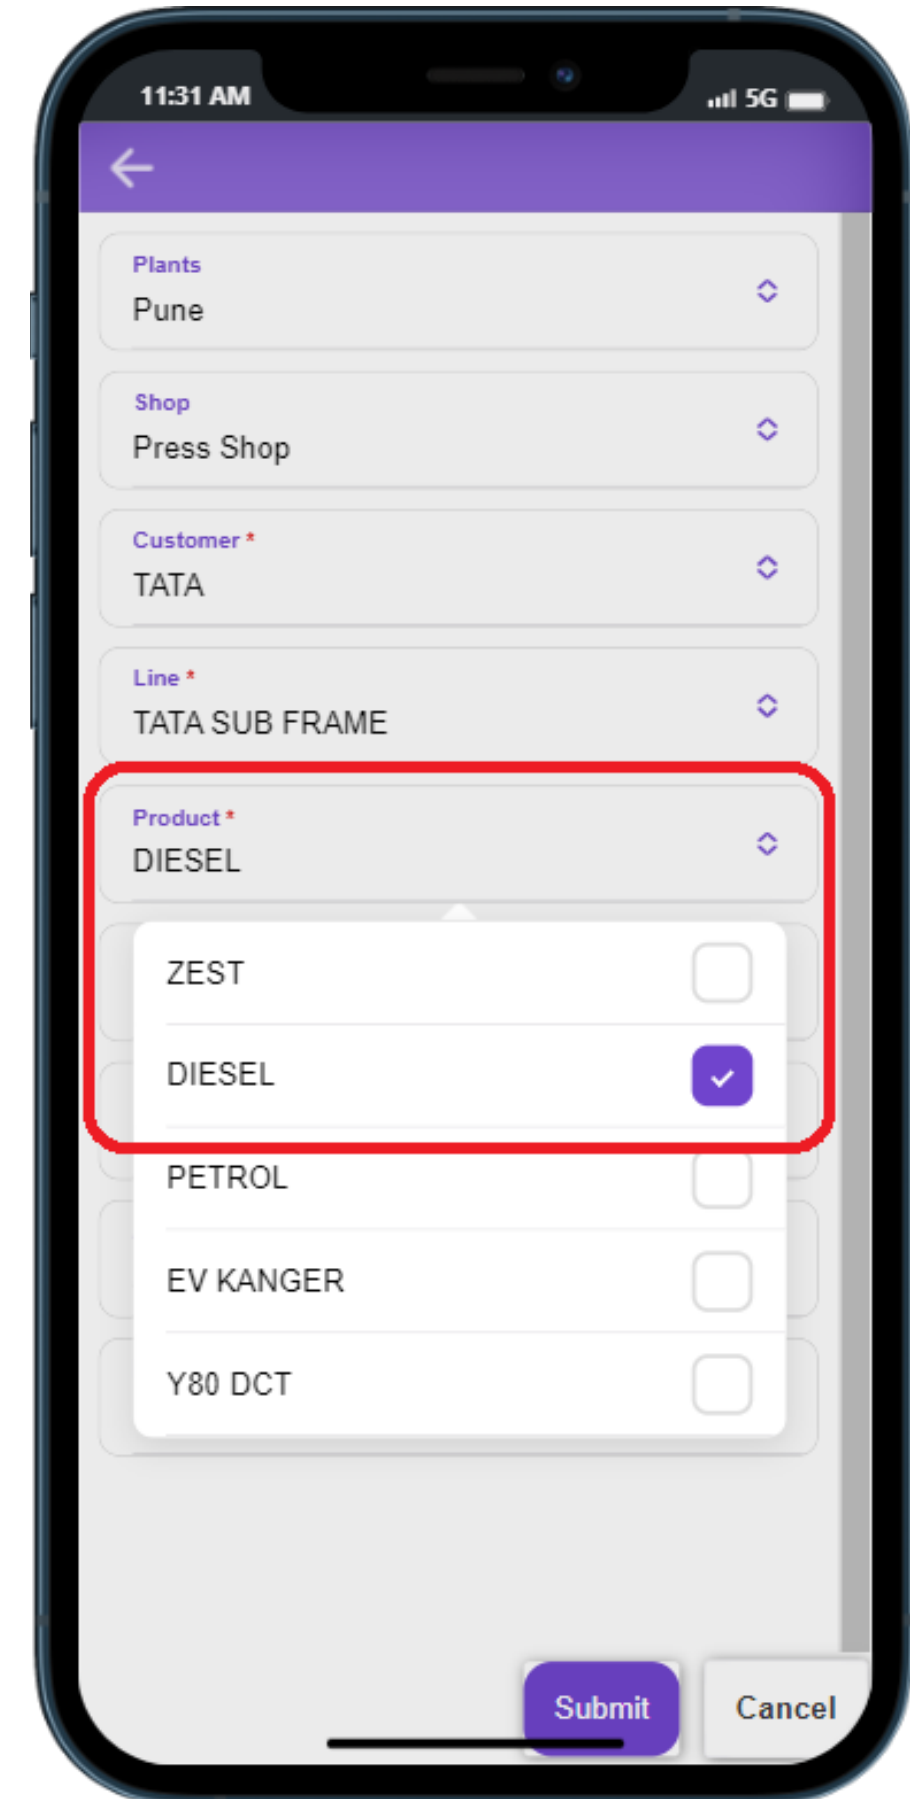 11:31 AM
5G
Plants
Pune
Shop
Press Shop
Customer *
TATA
Line *
TATA SUB FRAME
Product *
DIESEL
ZEST
DIESEL
PETROL
EV KANGER
Y80 DCT
Submit
Cancel